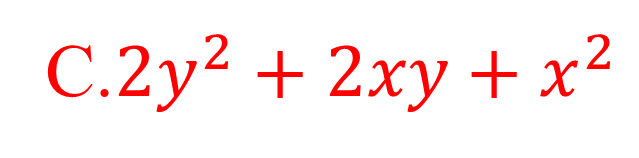 C.2y² + 2xy + x²